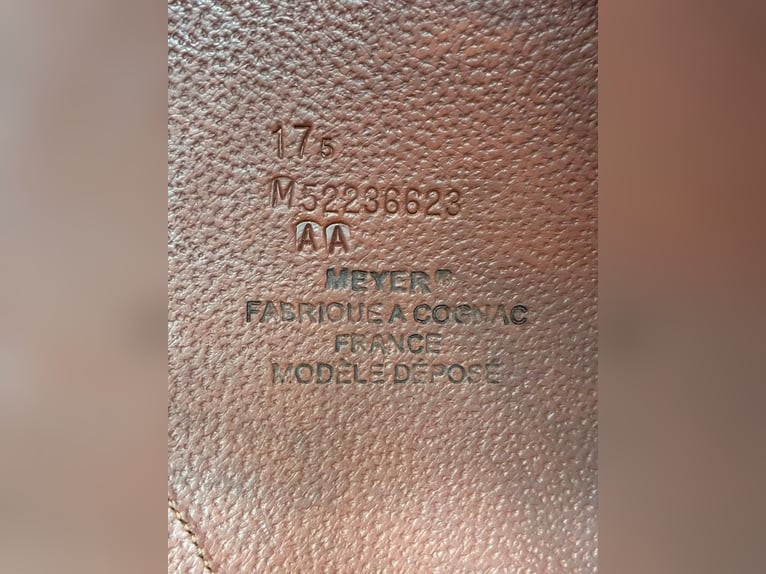 17 5
M52236623
AA
MEYER®
FABRIQUE A COGNAC
FRANCE
MODÈLE DÉPOSÉ